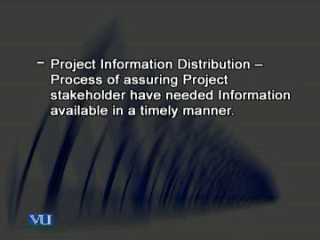 – Project Information Distribution –
Process of assuring Project
stakeholder have needed Information
available in a timely manner.
VU